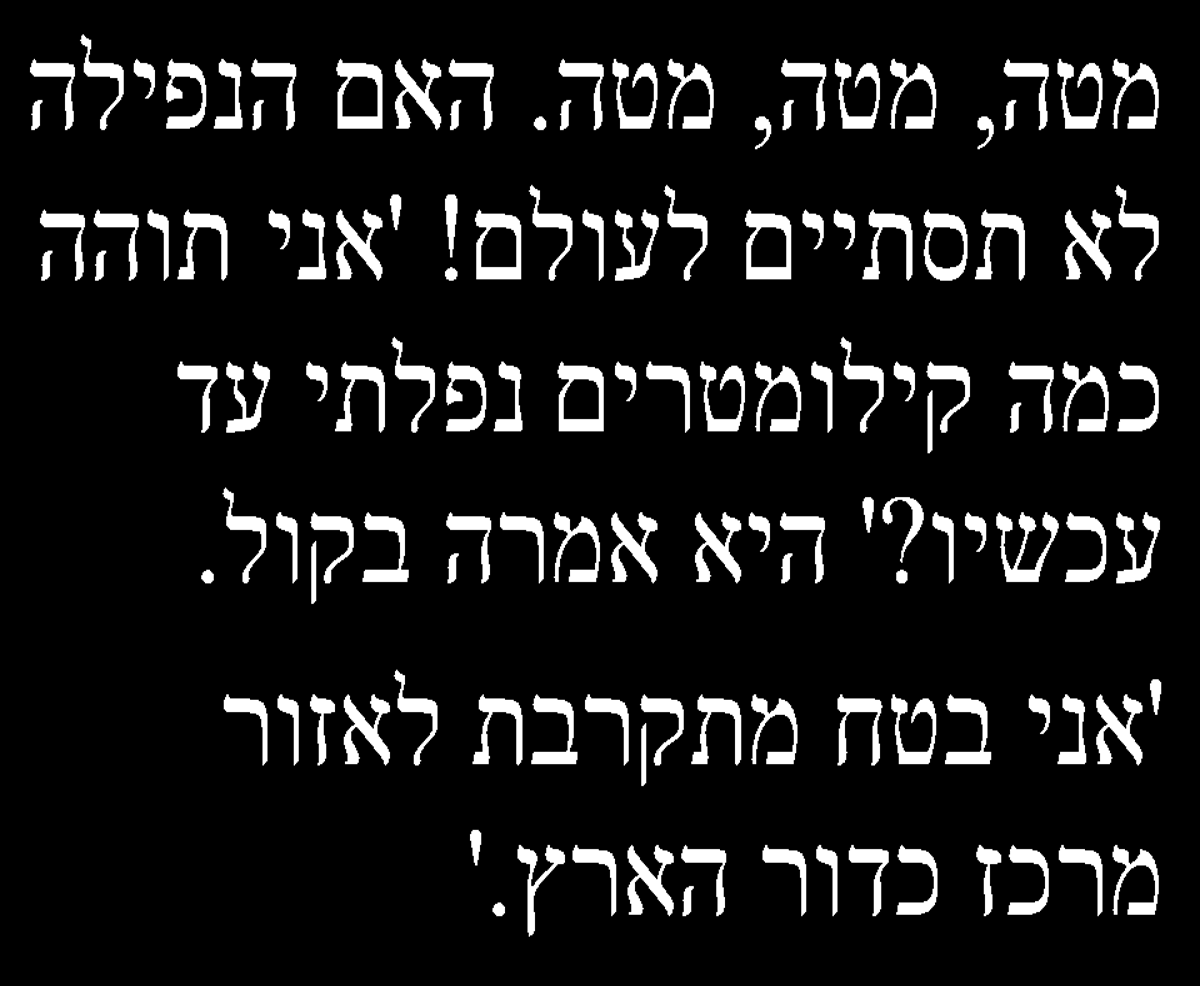 מטה, מטה, מטה. האם הנפילה
לא תסתיים לעולם! 'אני תוהה
כמה קילומטרים נפלתי עד
עכשיו?' היא אמרה בקול.
'אני בטח מתקרבת לאזור
מרכז כדור הארץ.'